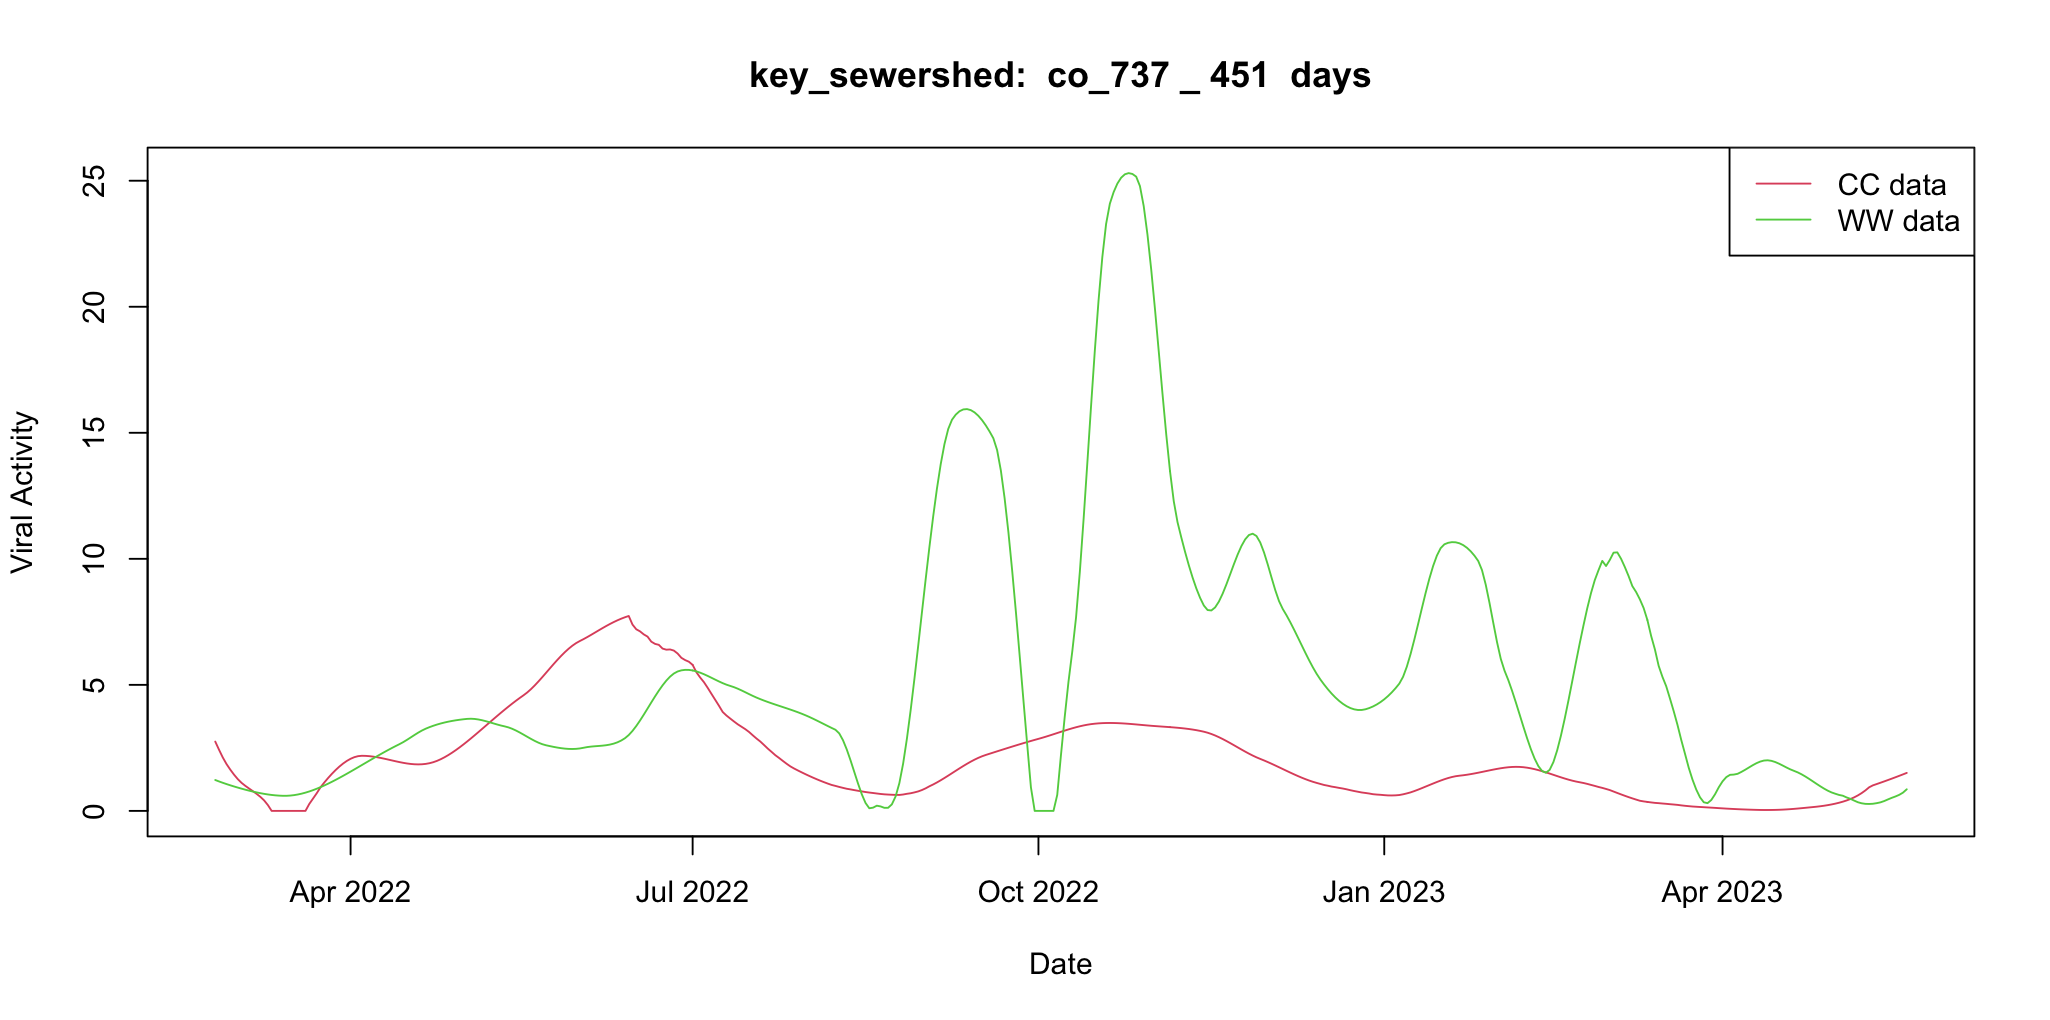 key_sewershed:  co_737 _ 451  days
CC data
WW data
Viral Activity
25
20
15
10
5
0
Apr 2022
Jul 2022
Oct 2022
Jan 2023
Apr 2023
Date